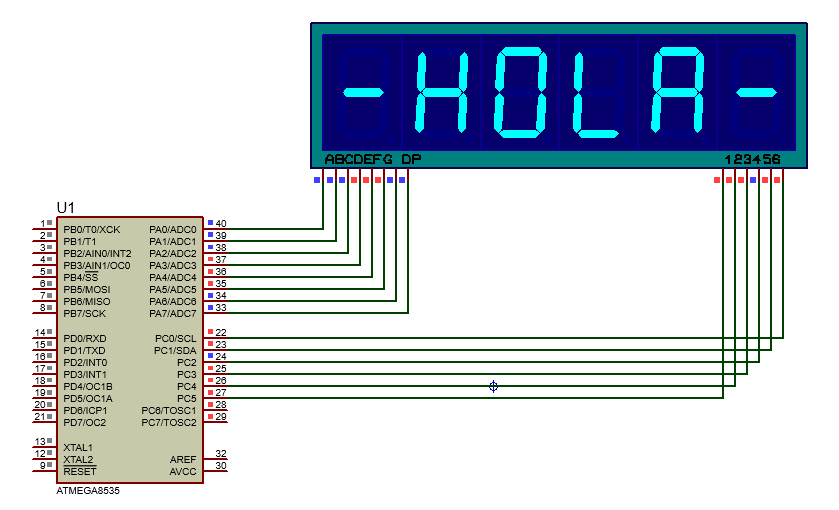 -HOLA-
ABCDEFG DP 123456
U1
1 PB0/T0/XCK PA0/ADC0 40
2 PB1/T1 PA1/ADC1 39
3 PB2/AIN0/INT2 PA2/ADC2 38
4 PB3/AIN1/OC0 PA3/ADC3 37
5 PB4/SS PA4/ADC4 36
6 PB5/MOSI PA5/ADC5 35
7 PB6/MISO PA6/ADC6 34
8 PB7/SCK PA7/ADC7 33
14 PD0/RXD PC0/SCL 22
15 PD1/TXD PC1/SDA 23
16 PD2/INT0 PC2 24
17 PD3/INT1 PC3 25
18 PD4/OC1B PC4 26
19 PD5/OC1A PC5 27
20 PD6/ICP1 PC6/TOSC1 28
21 PD7/OC2 PC7/TOSC2 29
13 XTAL1
12 XTAL2 AREF 32
9 RESET AVCC 30
ATMEGA8535